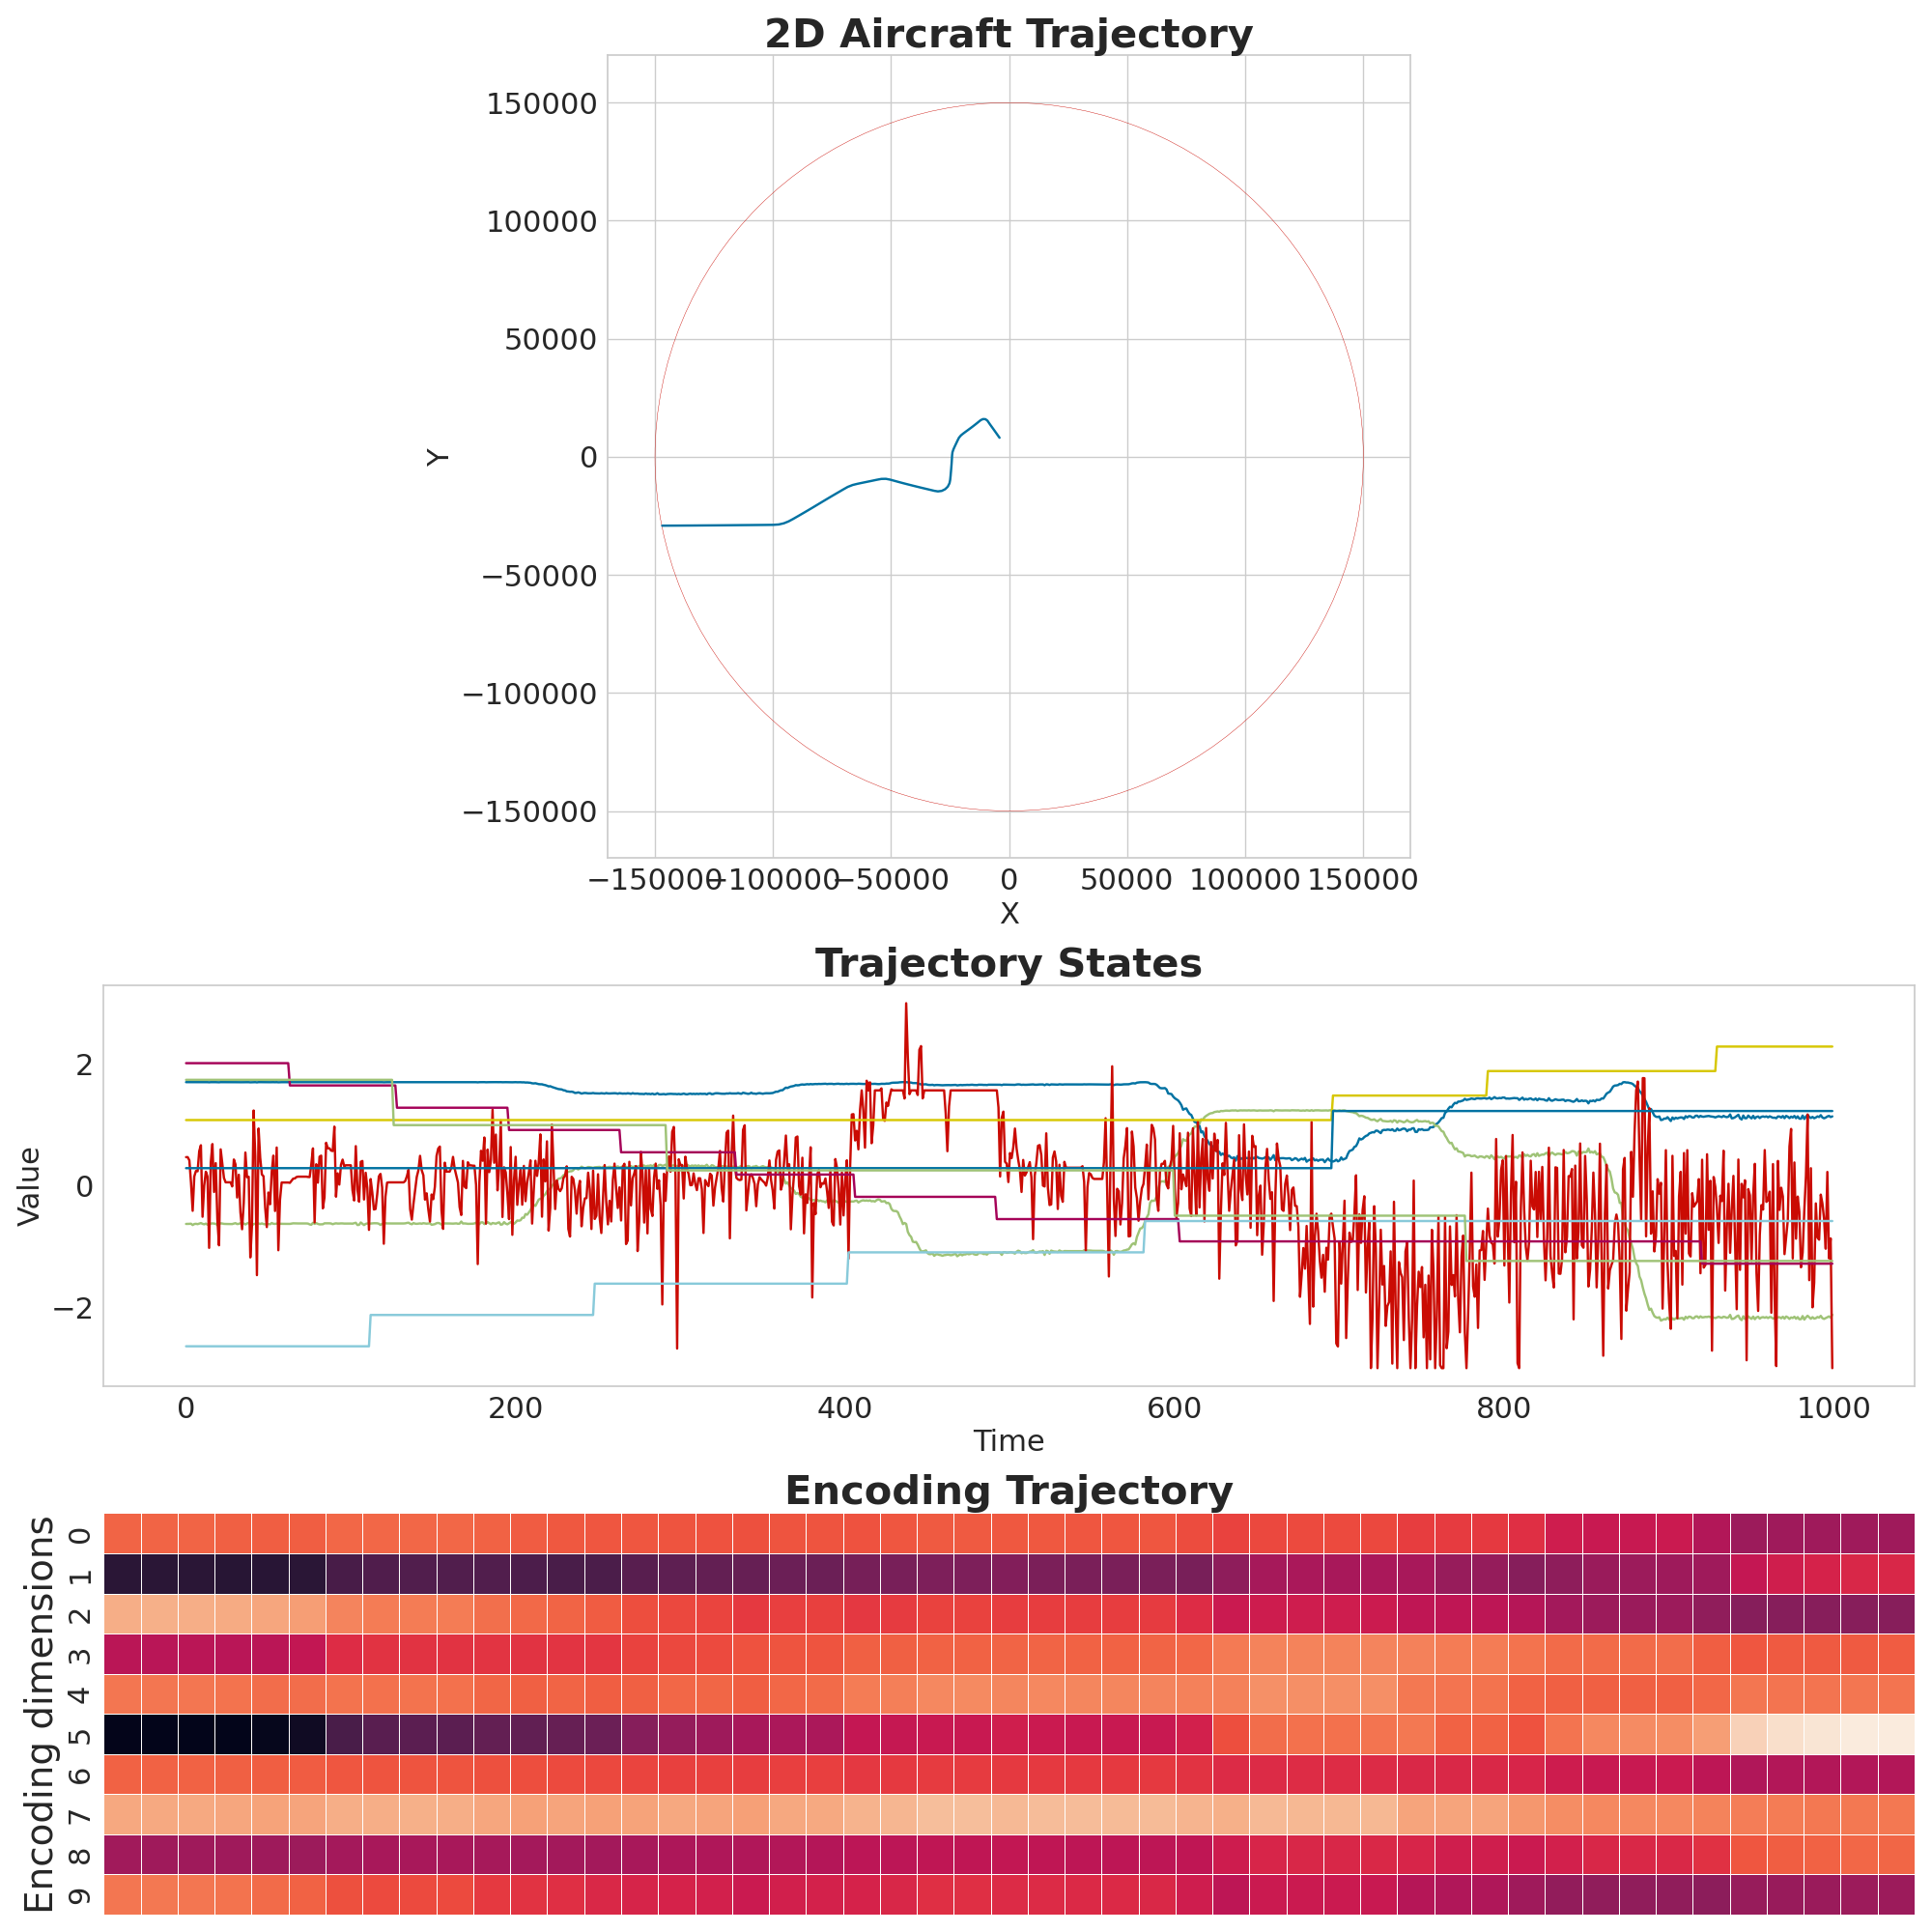 2D Aircraft Trajectory
150000
100000
50000
0
−50000
−100000
−150000
Y
−150000 −100000 −50000 0 50000 100000 150000
X
Trajectory States
2
0
−2
Value
0 200 400 600 800 1000
Time
Encoding Trajectory
Encoding dimensions
0
1
2
3
4
5
6
7
8
9